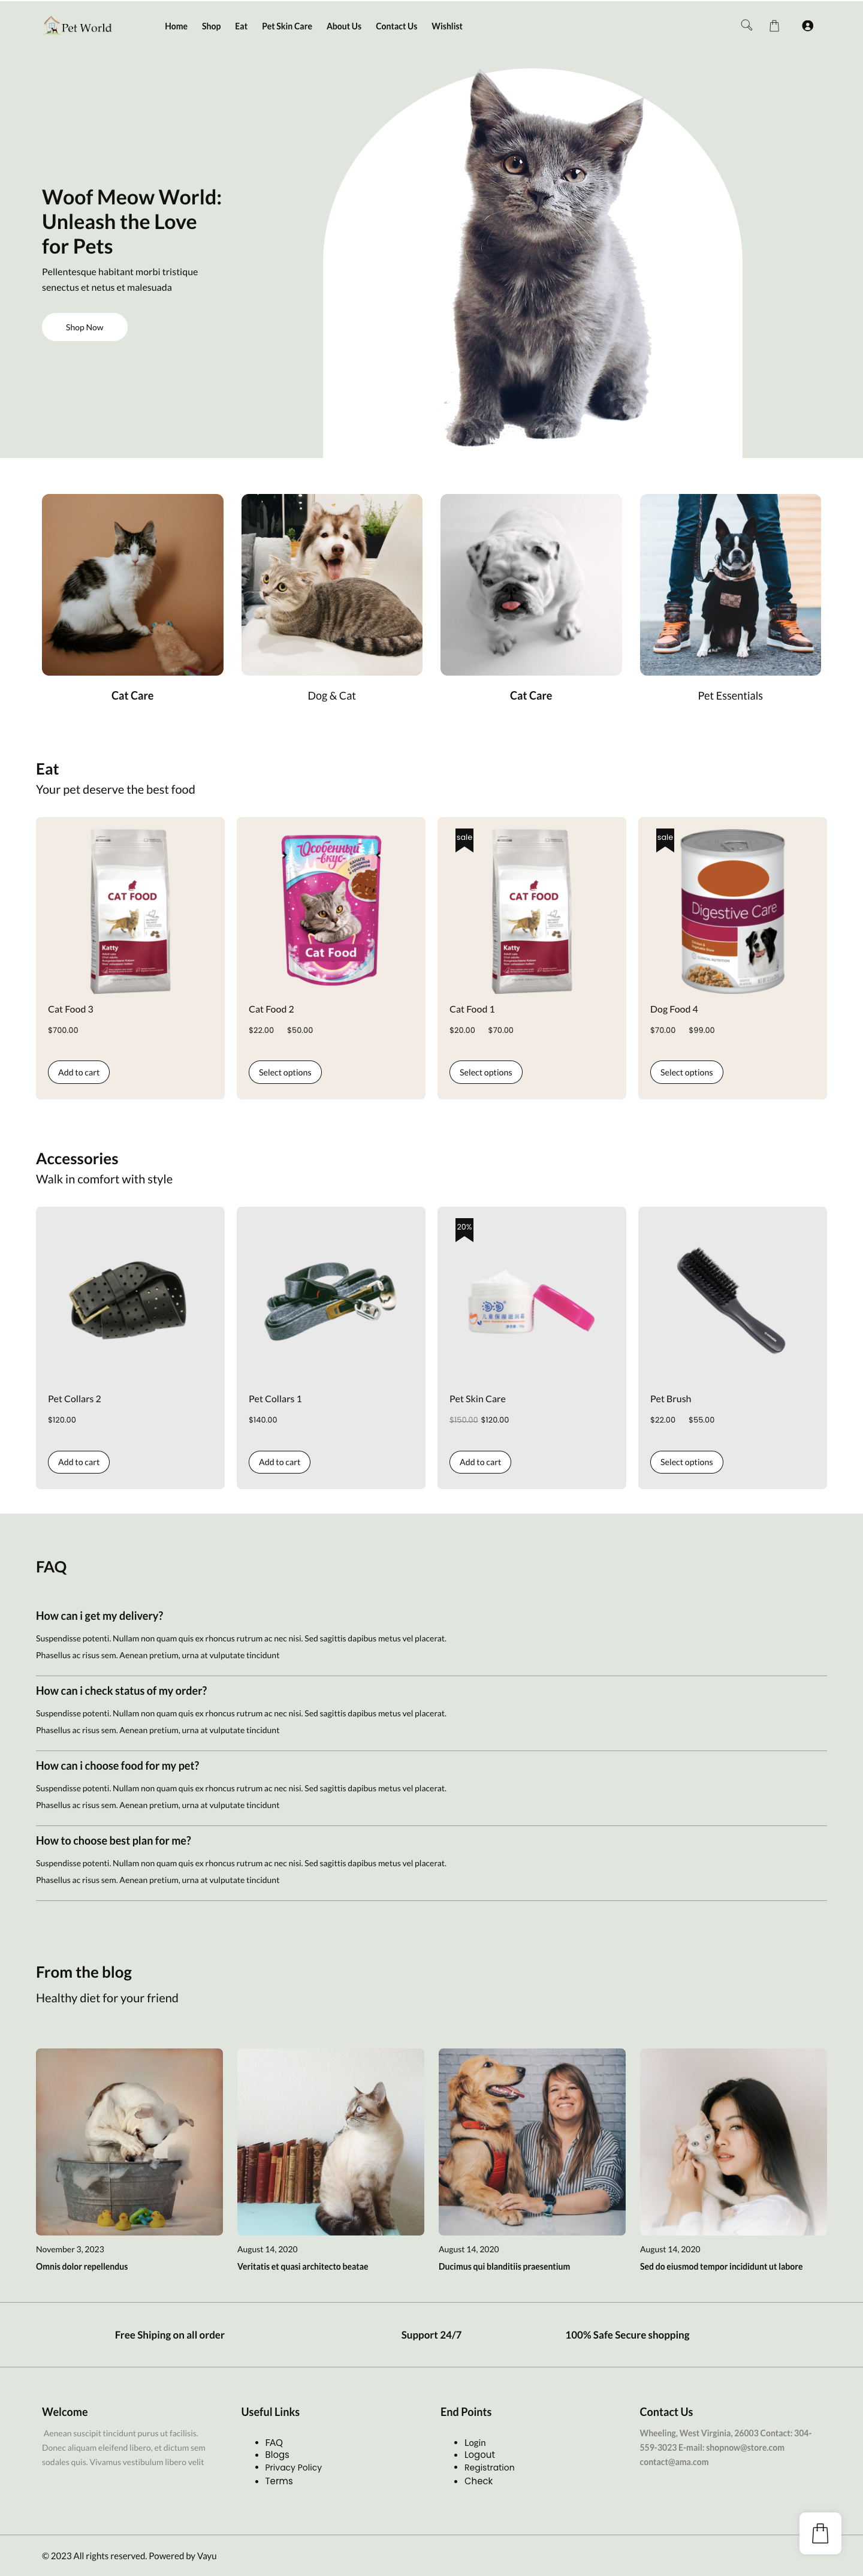 Pet World
Home Shop Eat Pet Skin Care About Us Contact Us Wishlist
Woof Meow World:
Unleash the Love
for Pets
Pellentesque habitant morbi tristique
senectus et netus et malesuada
Shop Now
Cat Care
Dog & Cat
Cat Care
Pet Essentials
Eat
Your pet deserve the best food
CAT FOOD
Katty
Cat Food 3
$700.00
Add to cart
Особенный
-вкус-
Cat Food
Cat Food 2
$22.00 $50.00
Select options
sale
CAT FOOD
Katty
Cat Food 1
$20.00 $70.00
Select options
sale
Digestive Care
Dog Food 4
$70.00 $99.00
Select options
Accessories
Walk in comfort with style
Pet Collars 2
$120.00
Add to cart
Pet Collars 1
$140.00
Add to cart
20%
Pet Skin Care
$150.00 $120.00
Add to cart
Pet Brush
$22.00 $55.00
Select options
FAQ
How can i get my delivery?
Suspendisse potenti. Nullam non quam quis ex rhoncus rutrum ac nec nisi. Sed sagittis dapibus metus vel placerat.
Phasellus ac risus sem. Aenean pretium, urna at vulputate tincidunt
How can i check status of my order?
Suspendisse potenti. Nullam non quam quis ex rhoncus rutrum ac nec nisi. Sed sagittis dapibus metus vel placerat.
Phasellus ac risus sem. Aenean pretium, urna at vulputate tincidunt
How can i choose food for my pet?
Suspendisse potenti. Nullam non quam quis ex rhoncus rutrum ac nec nisi. Sed sagittis dapibus metus vel placerat.
Phasellus ac risus sem. Aenean pretium, urna at vulputate tincidunt
How to choose best plan for me?
Suspendisse potenti. Nullam non quam quis ex rhoncus rutrum ac nec nisi. Sed sagittis dapibus metus vel placerat.
Phasellus ac risus sem. Aenean pretium, urna at vulputate tincidunt
From the blog
Healthy diet for your friend
November 3, 2023
Omnis dolor repellendus
August 14, 2020
Veritatis et quasi architecto beatae
August 14, 2020
Ducimus qui blanditiis praesentium
August 14, 2020
Sed do eiusmod tempor incididunt ut labore
Free Shiping on all order
Support 24/7
100% Safe Secure shopping
Welcome
Aenean suscipit tincidunt purus ut facilisis.
Donec aliquam eleifend libero, et dictum sem
sodales quis. Vivamus vestibulum libero velit
Useful Links
FAQ
Blogs
Privacy Policy
Terms
End Points
Login
Logout
Registration
Check
Contact Us
Wheeling, West Virginia, 26003 Contact: 304-
559-3023 E-mail: shopnow@store.com
contact@ama.com
© 2023 All rights reserved. Powered by Vayu